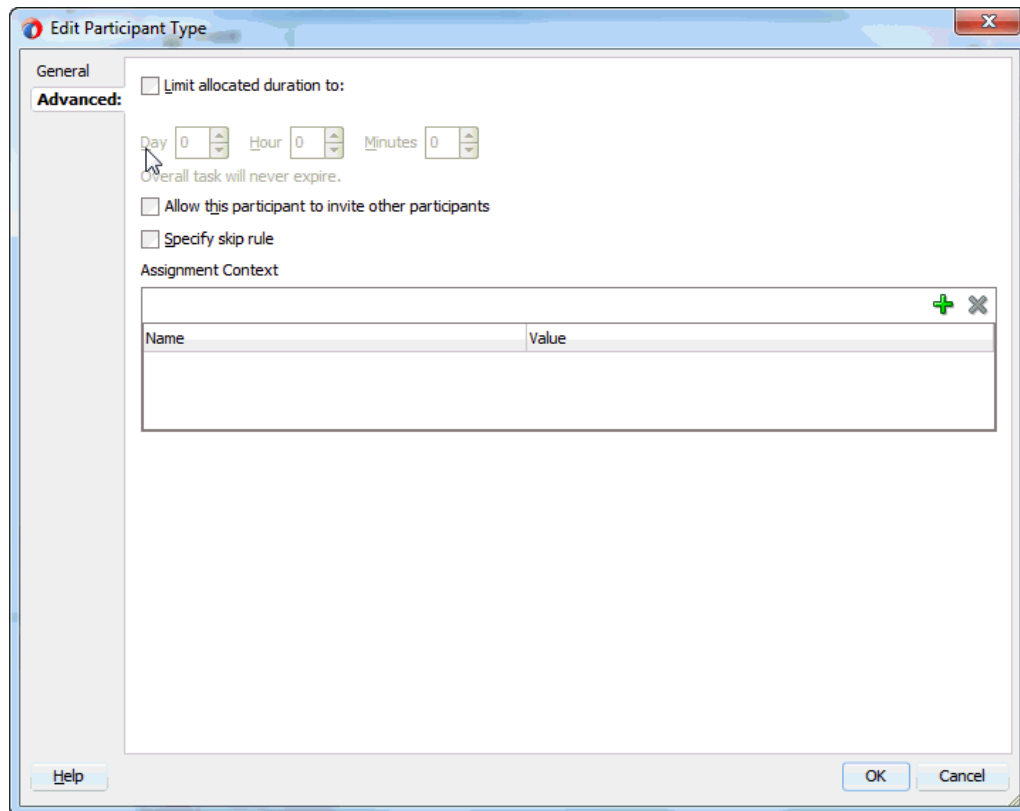 Edit Participant Type
X
General
Advanced:
Limit allocated duration to:
Day 0 Hour 0 Minutes 0
Overall task will never expire.
Allow this participant to invite other participants
Specify skip rule
Assignment Context
Name Value
Help OK Cancel